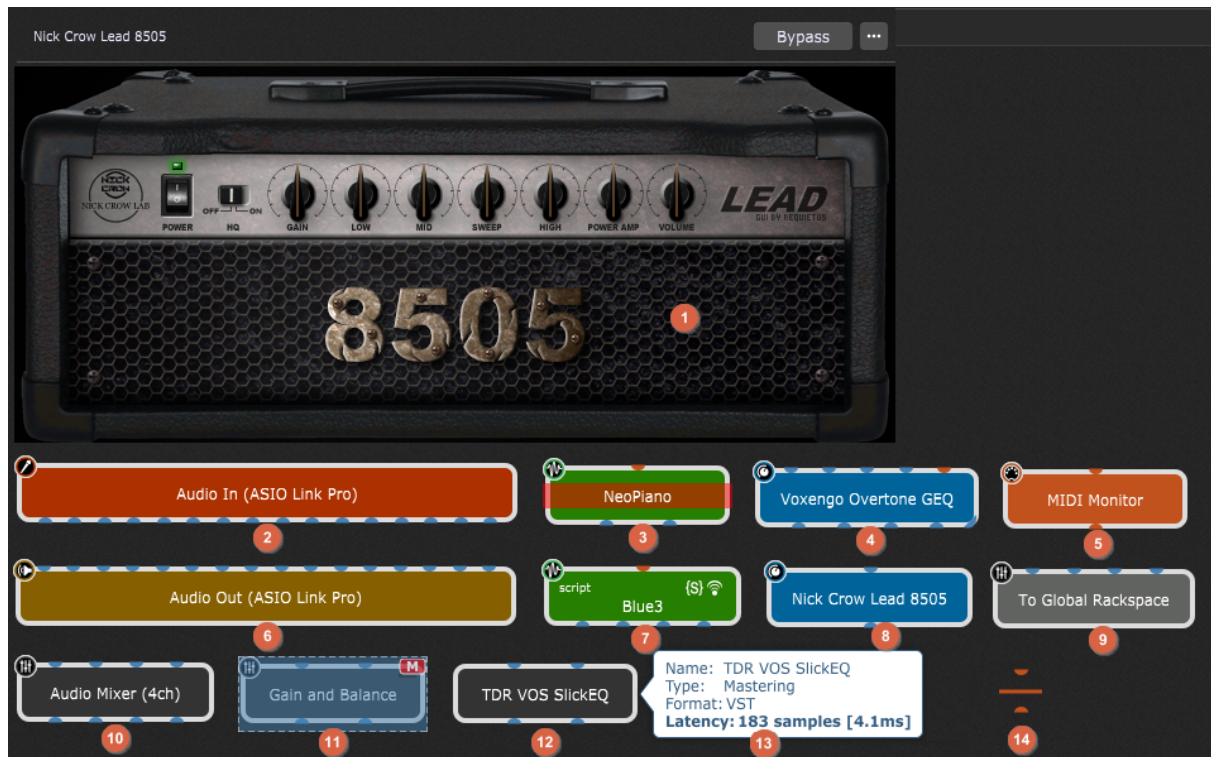 Nick Crow Lead 8505
Bypass
NICK
CROW
NICK CROW LAB
OFF ON
POWER HQ GAIN LOW MID SWEEP HIGH POWER AMP VOLUME
LEAD
GUI BY REQUIETUS
8505
1
Audio In (ASIO Link Pro)
NeoPiano
Voxengo Overtone GEQ
MIDI Monitor
2
3
4
5
Audio Out (ASIO Link Pro)
script {S}
Blue3
Nick Crow Lead 8505
To Global Rackspace
6
7
8
9
Audio Mixer (4ch)
M
Gain and Balance
TDR VOS SlickEQ
Name: TDR VOS SlickEQ
Type: Mastering
Format: VST
Latency: 183 samples [4.1ms]
10
11
12
13
14